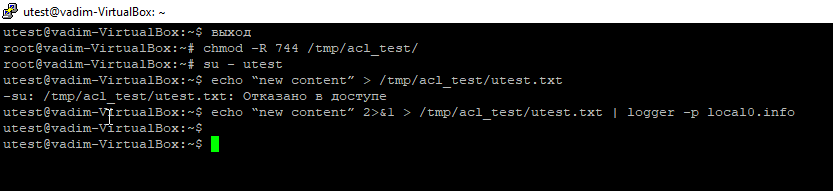 utest@vadim-VirtualBox: ~
utest@vadim-VirtualBox:~$ выход
root@vadim-VirtualBox:~# chmod -R 744 /tmp/acl_test/
root@vadim-VirtualBox:~# su - utest
utest@vadim-VirtualBox:~$ echo “new content” > /tmp/acl_test/utest.txt
-su: /tmp/acl_test/utest.txt: Отказано в доступе
utest@vadim-VirtualBox:~$ echo “new content” 2>&1 > /tmp/acl_test/utest.txt | logger -p local0.info
utest@vadim-VirtualBox:~$
utest@vadim-VirtualBox:~$